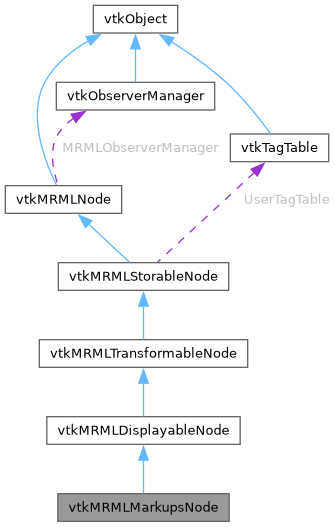 vtkObject
vtkObserverManager
MRMLObserverManager
vtkTagTable
vtkMRMLNode
UserTagTable
vtkMRMLStorableNode
vtkMRMLTransformableNode
vtkMRMLDisplayableNode
vtkMRMLMarkupsNode